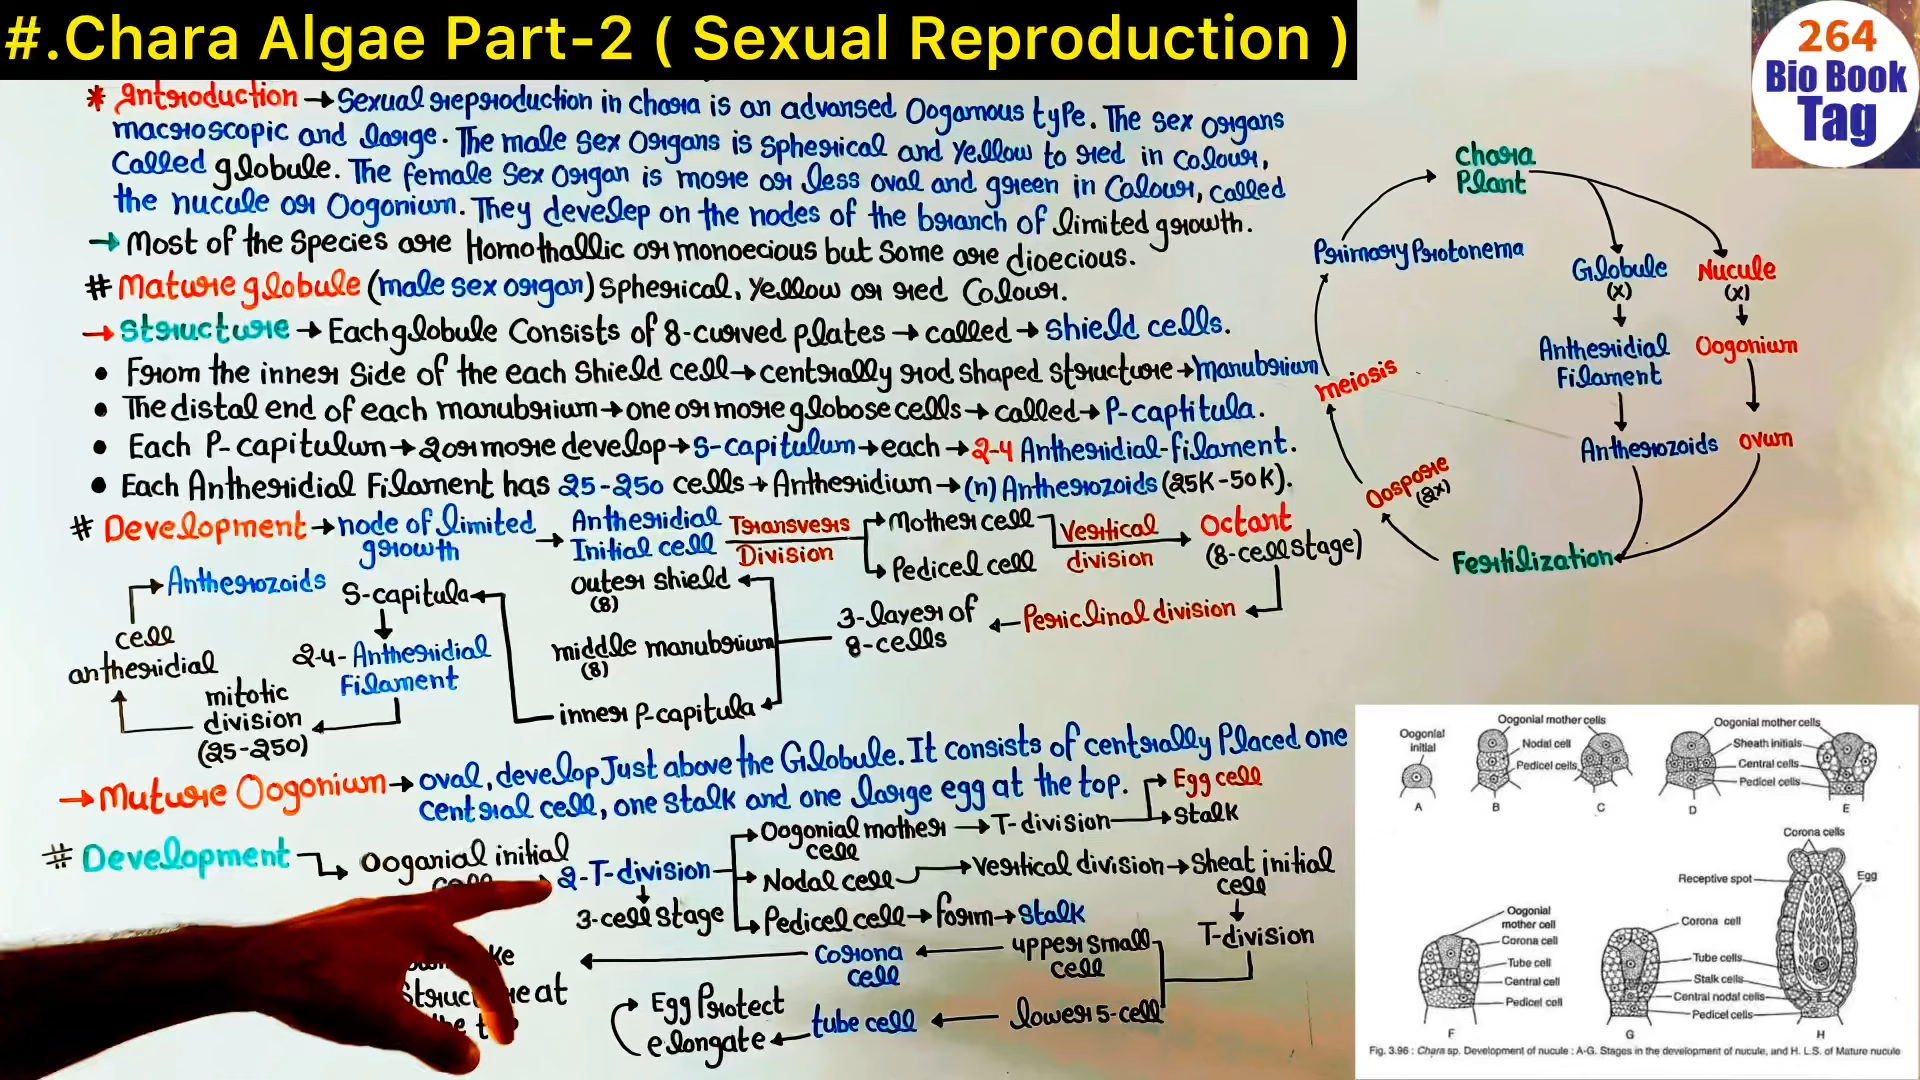 #.Chara Algae Part-2 ( Sexual Reproduction )
264
Bio Book
Tag
* Introduction → Sexual reproduction in chara is an advansed Oogamous type. The sex organs
macroscopic and large. The male sex Organs is Spherical and Yellow to red in colour,
Called globule. The female Sex Organ is more or less oval and green in Colour, called
the nucule or Oogonium. They develep on the nodes of the branch of limited growth.
→ Most of the Species are Homothallic or monoecious but Some are dioecious.
# Mature globule (male sex organ) Spherical, Yellow or red Colour.
→ Structure → Each globule Consists of 8-curved plates → called → Shield cells.
• From the inner Side of the each Shield cell → centrally rod shaped structure → Manubrium
• The distal end of each manubrium → one or more globose cells → called → P-captitula.
• Each P-capitulum → 2 or more develop → S-capitulum → each → 2-4 Antheridial-filament.
• Each Antheridial Filament has 25-250 cells → Antheridium → (n) Antherozoids (25K-50K).
# Development → node of limited
growth
→ Antheridial
Initial cell
Transvers
Division
Mother cell
Pedicel cell
Vertical
division
Octant
(8-cell stage)
Periclinal division
3-layer of
8-cells
outer shield
(8)
middle manubrium
(8)
inner P-capitula
S-capitula
2-4-Antheridial
Filament
mitotic
division
(25-250)
cell
antheridial
Antherozoids
→ Muture Oogonium → oval, develop Just above the Globule. It consists of centrally Placed one
central cell, one stalk and one large egg at the top.
# Development
Ooganial initial
2-T-division
3-cell stage
Oogonial mother
cell
→ T-division
Egg cell
Stalk
Nodal cell
Vertical division → Sheat initial
cell
T-division
Pedicel cell → form → Stalk
upper small
cell
Corona
cell
at
lower 5-cell
tube cell
elongate
Egg Protect
Chara
Plant
Globule
(x)
Nucule
(x)
Antheridial
Filament
Oogonium
Antherozoids
Ovum
Fertilization
Oospore
(2x)
meiosis
Primary Protonema
Oogonial
initial
A
Oogonial mother cells
Nodal cell
Pedicel cells
B
C
Oogonial mother cells
Sheath initials
Central cells
Pedicel cells
D
E
Oogonial
mother cell
Corona cell
Tube cell
Central cell
Pedicel cell
F
Corona cells
Receptive spot
Egg
Corona cell
Tube cells
Stalk cells
Central nodal cells
Pedicel cells
G
H
Fig. 3.96 : Chara sp. Development of nucule : A-G. Stages in the development of nucule, and H. L.S. of Mature nucule